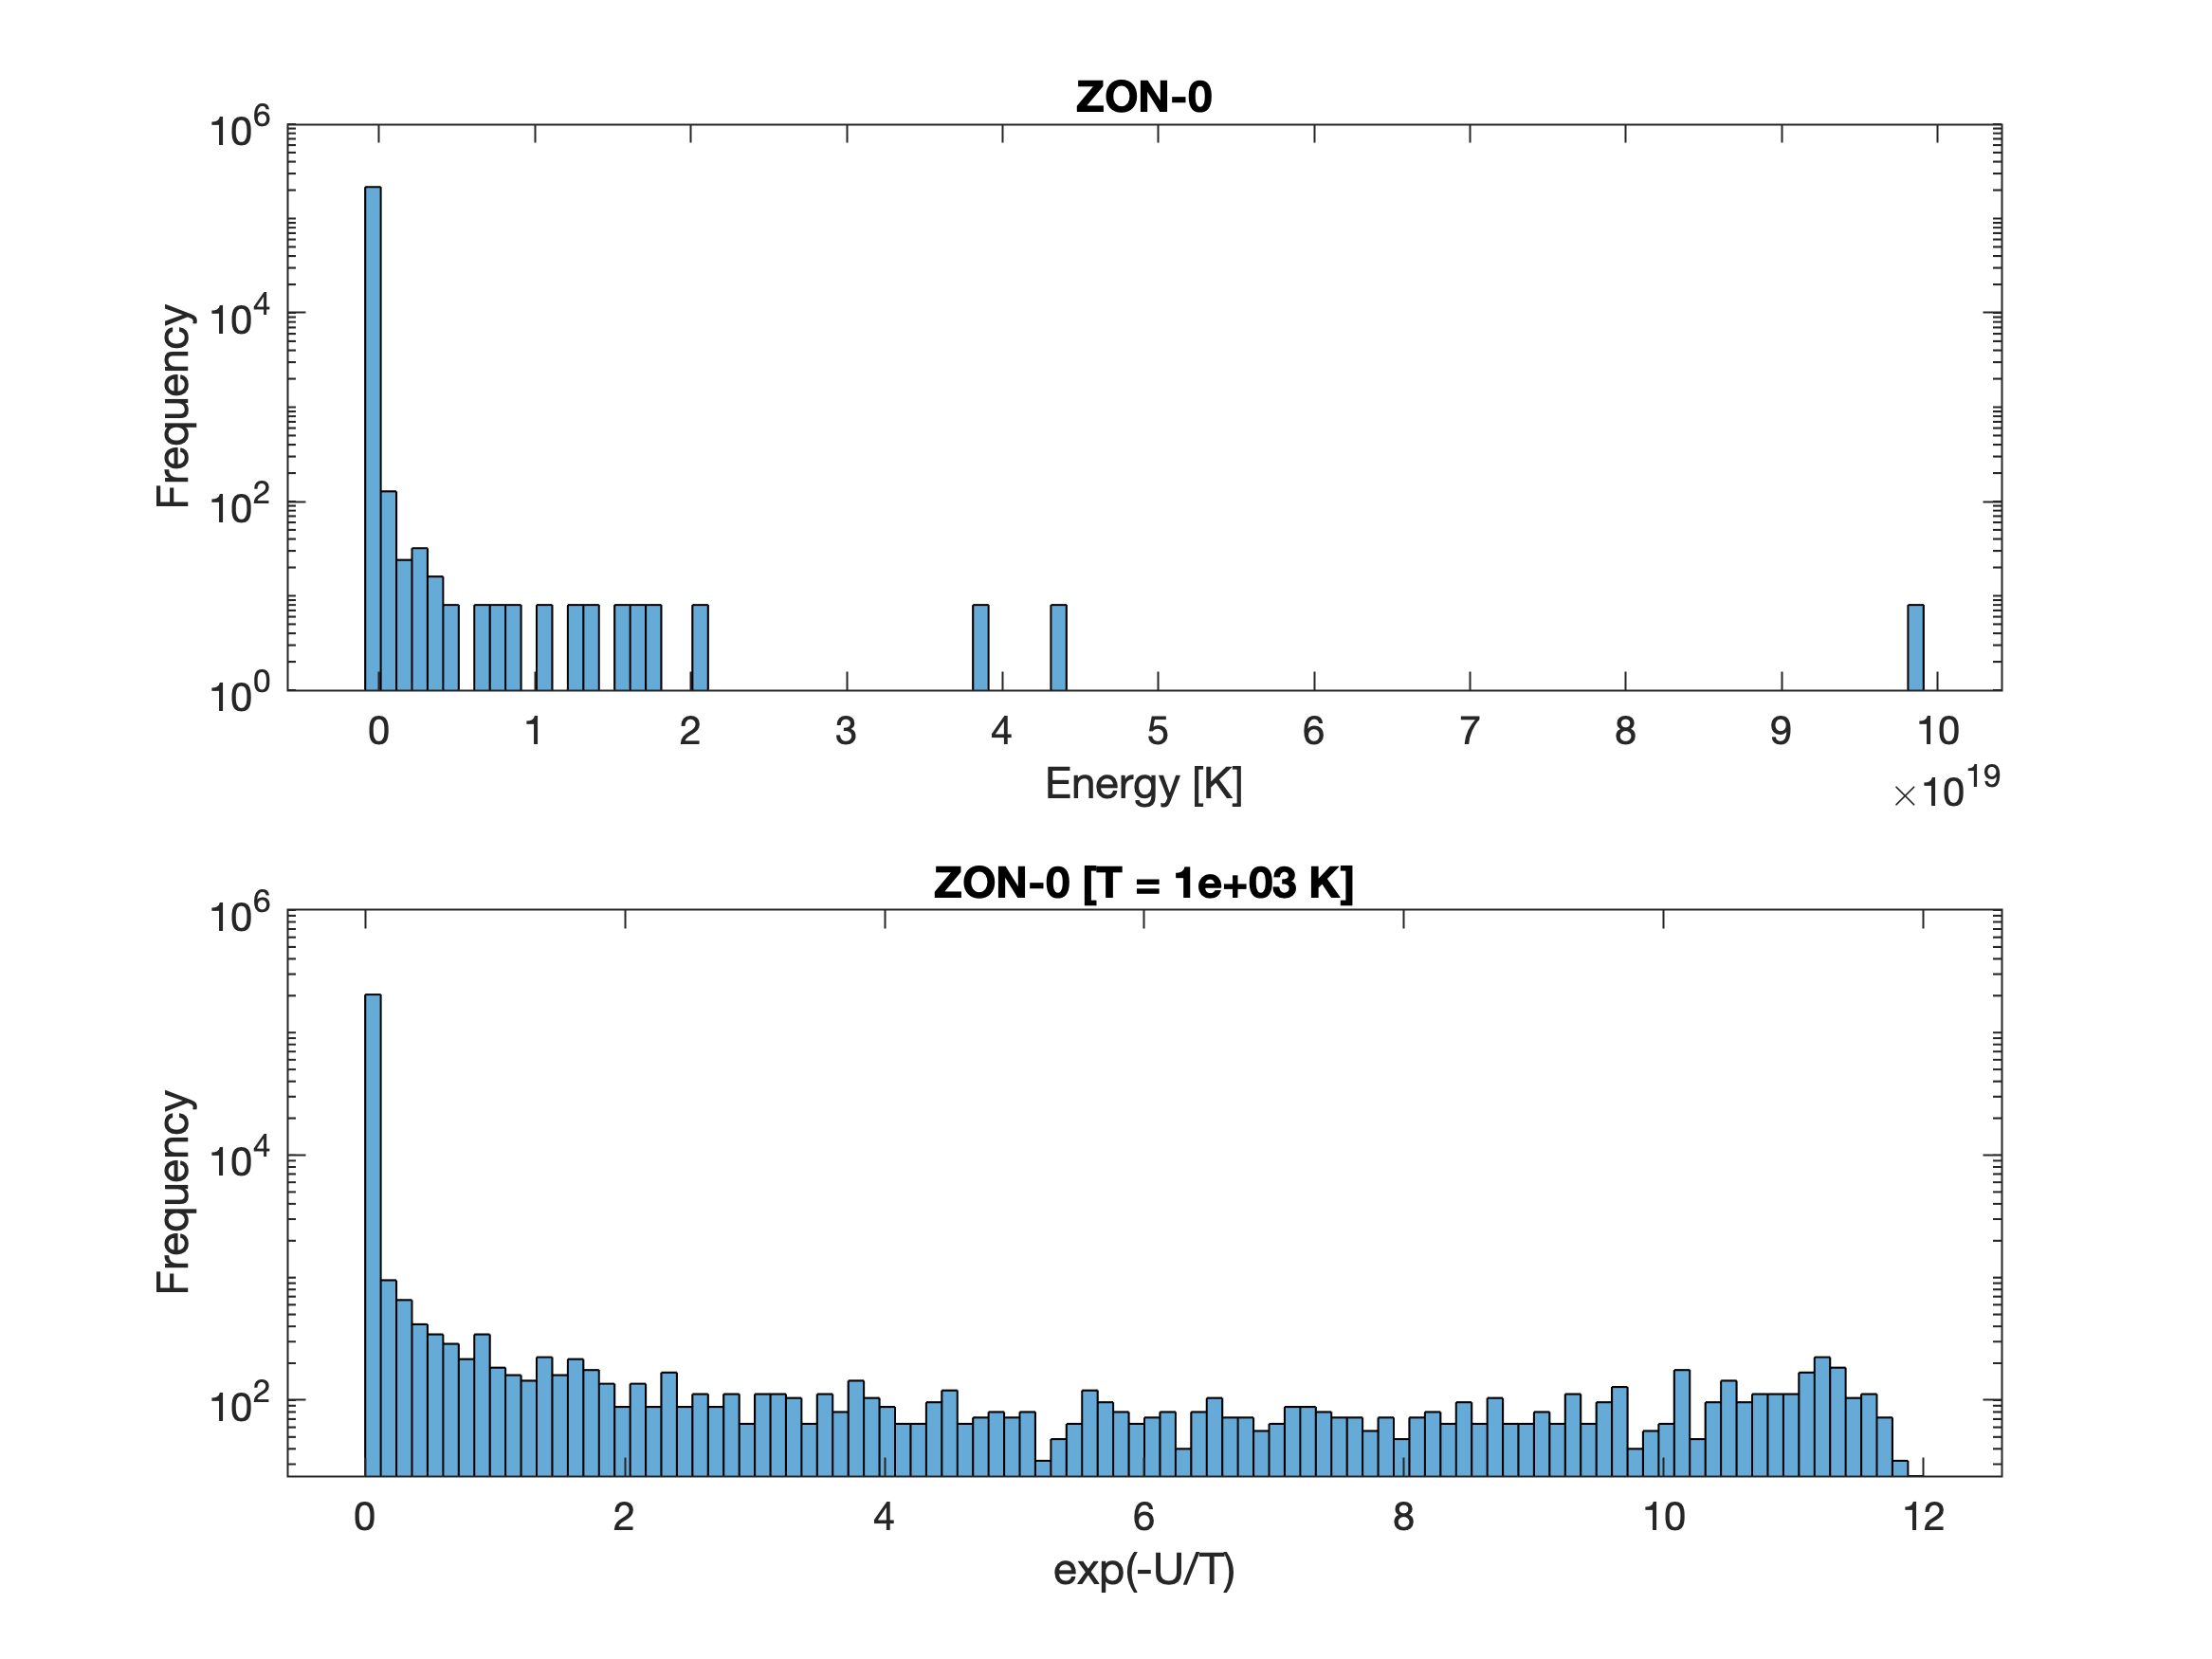 ZON-0
Frequency
10^6
10^4
10^2
10^0
0 1 2 3 4 5 6 7 8 9 10
Energy [K]
×10^19
ZON-0 [T = 1e+03 K]
Frequency
10^6
10^4
10^2
0 2 4 6 8 10 12
exp(-U/T)